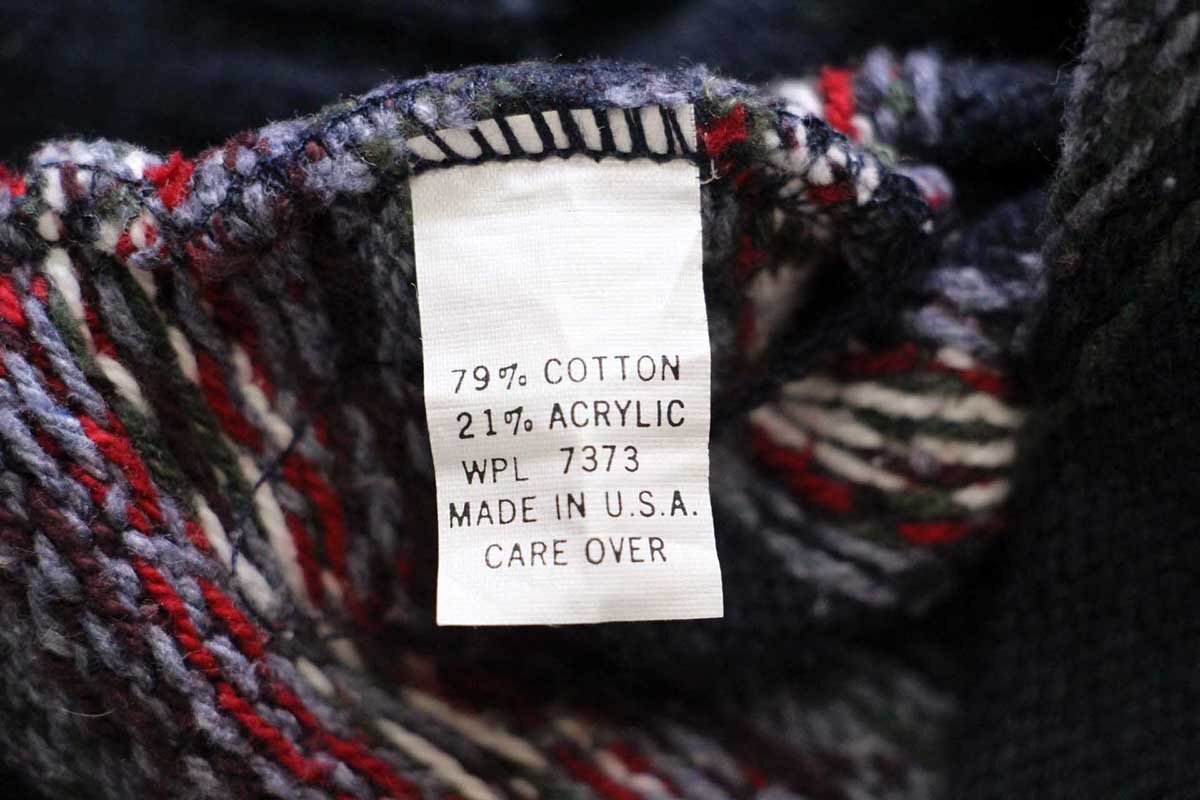 79% COTTON
21% ACRYLIC
WPL 7373
MADE IN U.S.A.
CARE OVER